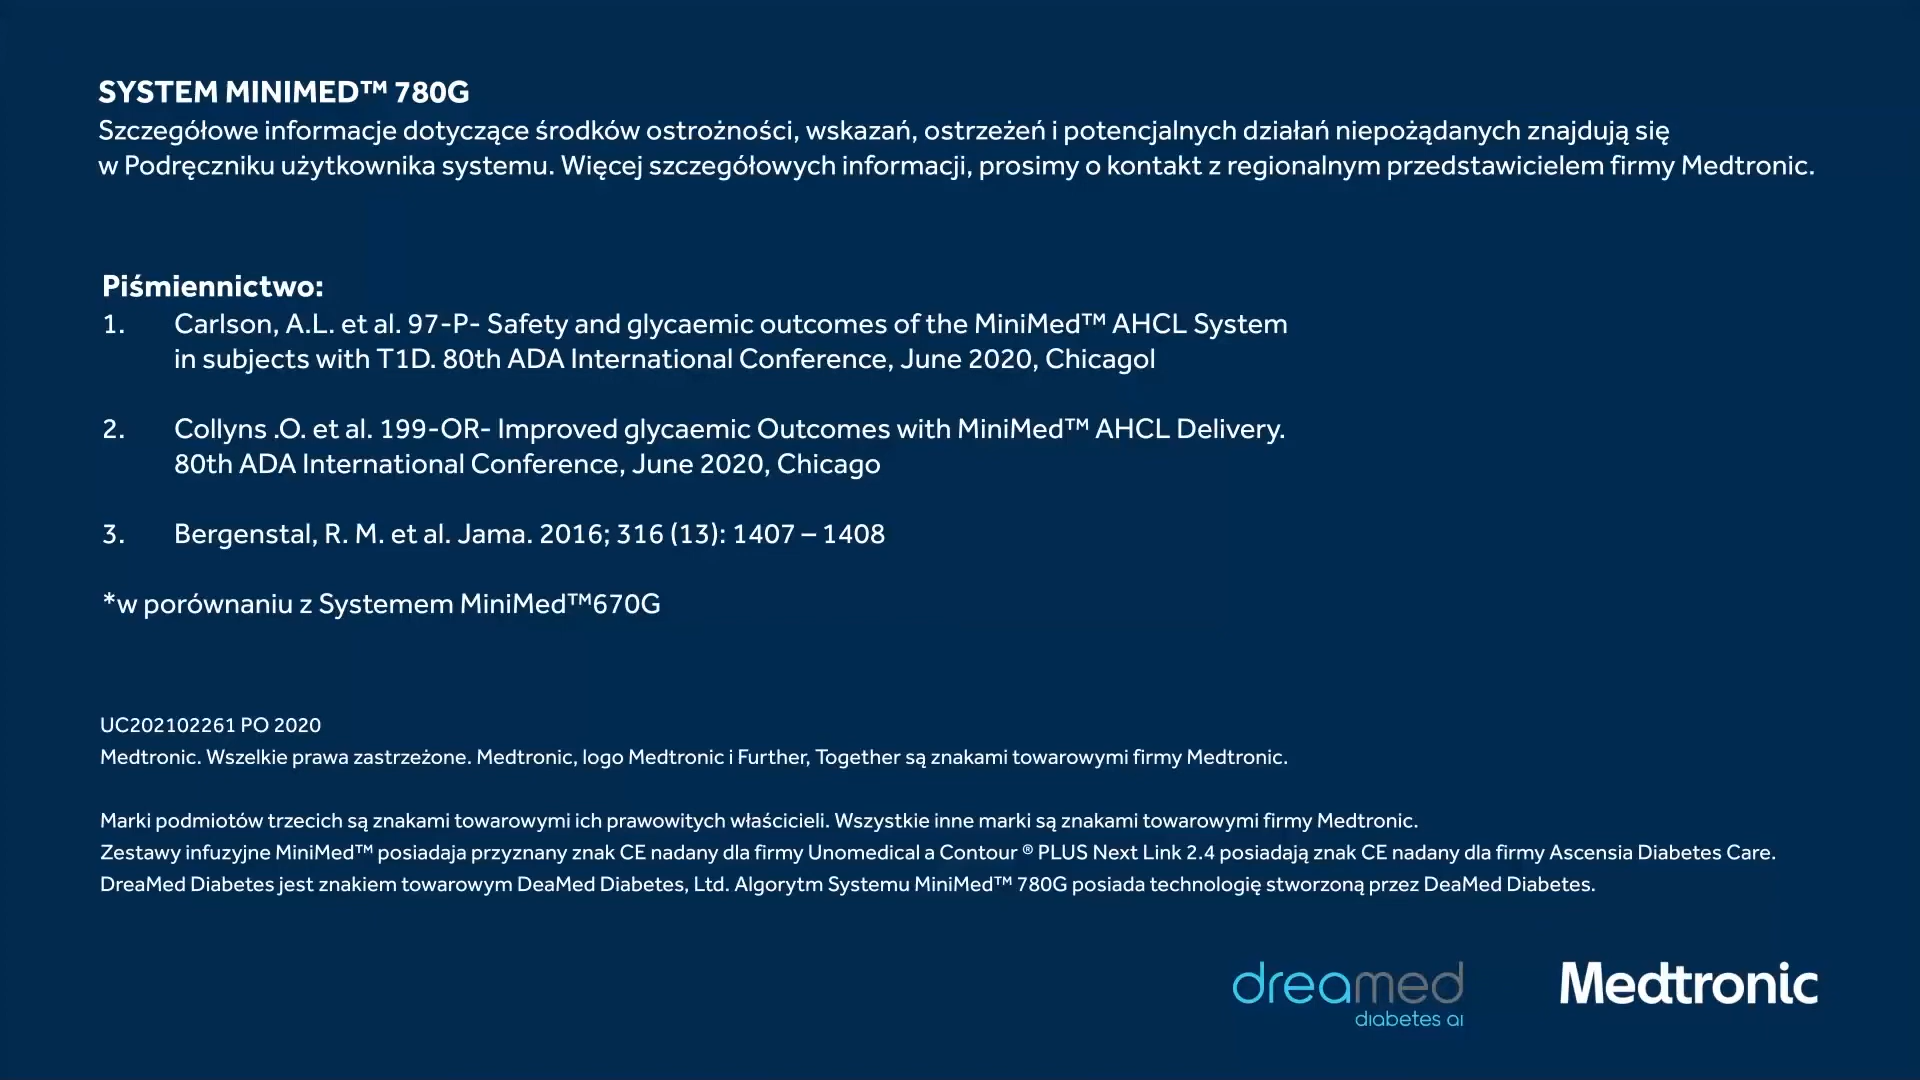 SYSTEM MINIMED™ 780G
Szczegółowe informacje dotyczące środków ostrożności, wskazań, ostrzeżeń i potencjalnych działań niepożądanych znajdują się
w Podręczniku użytkownika systemu. Więcej szczegółowych informacji, prosimy o kontakt z regionalnym przedstawicielem firmy Medtronic.
Piśmiennictwo:
1. Carlson, A.L. et al. 97-P- Safety and glycaemic outcomes of the MiniMed™ AHCL System
in subjects with T1D. 80th ADA International Conference, June 2020, Chicagol
2. Collyns .O. et al. 199-OR- Improved glycaemic Outcomes with MiniMed™ AHCL Delivery.
80th ADA International Conference, June 2020, Chicago
3. Bergenstal, R. M. et al. Jama. 2016; 316 (13): 1407 – 1408
*w porównaniu z Systemem MiniMed™670G
UC202102261 PO 2020
Medtronic. Wszelkie prawa zastrzeżone. Medtronic, logo Medtronic i Further, Together są znakami towarowymi firmy Medtronic.
Marki podmiotów trzecich są znakami towarowymi ich prawowitych właścicieli. Wszystkie inne marki są znakami towarowymi firmy Medtronic.
Zestawy infuzyjne MiniMed™ posiadaja przyznany znak CE nadany dla firmy Unomedical a Contour ® PLUS Next Link 2.4 posiadają znak CE nadany dla firmy Ascensia Diabetes Care.
DreaMed Diabetes jest znakiem towarowym DeaMed Diabetes, Ltd. Algorytm Systemu MiniMed™ 780G posiada technologię stworzoną przez DeaMed Diabetes.
dreamed
diabetes ai
Medtronic